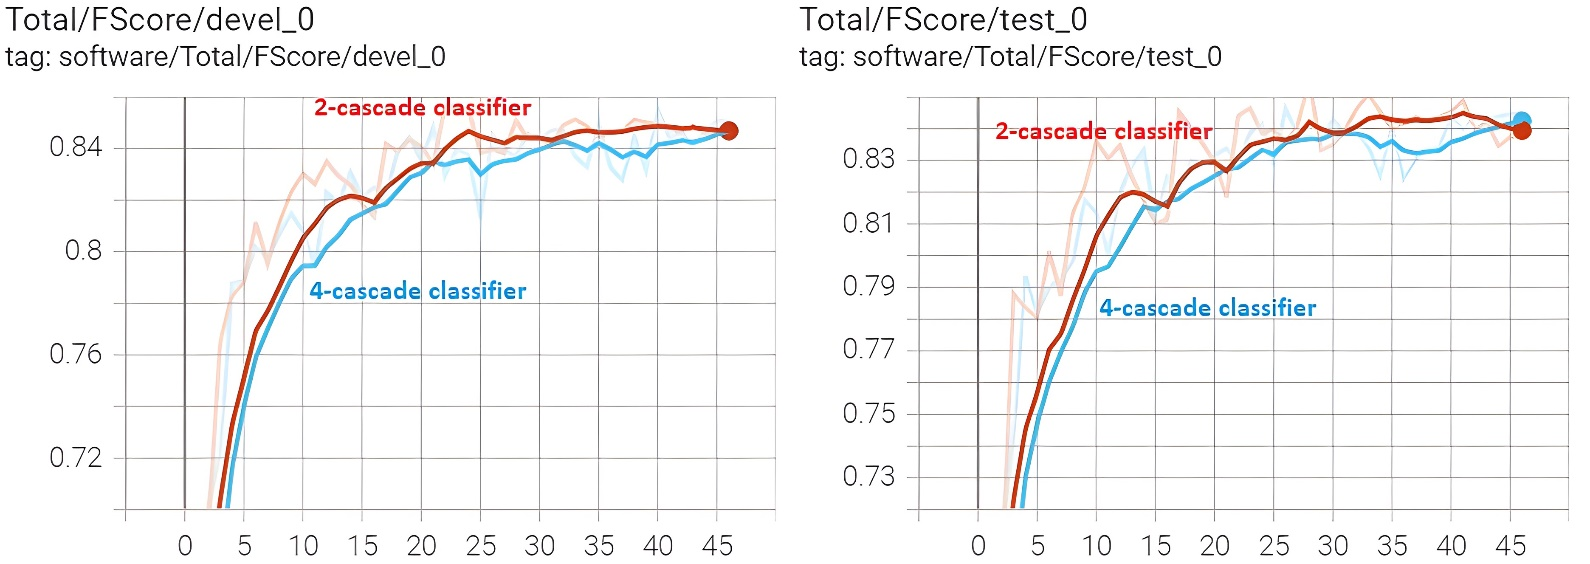 Total/FScore/devel_0
tag: software/Total/FScore/devel_0
2-cascade classifier
4-cascade classifier
0.84
0.8
0.76
0.72
0 5 10 15 20 25 30 35 40 45
Total/FScore/test_0
tag: software/Total/FScore/test_0
2-cascade classifier
4-cascade classifier
0.83
0.81
0.79
0.77
0.75
0.73
0 5 10 15 20 25 30 35 40 45